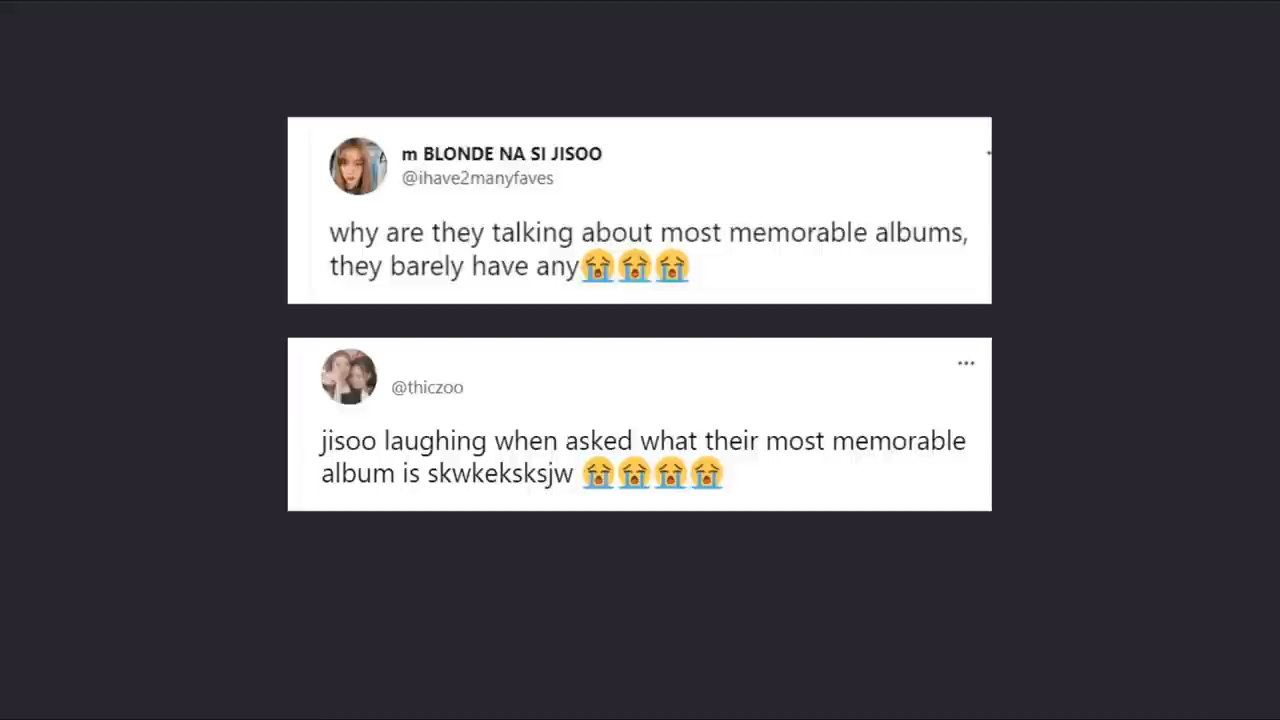 m BLONDE NA SI JISOO
@ihave2manyfaves
why are they talking about most memorable albums,
they barely have any😭😭😭
@thiczoo
jisoo laughing when asked what their most memorable
album is skwkeksksjw 😭😭😭😭